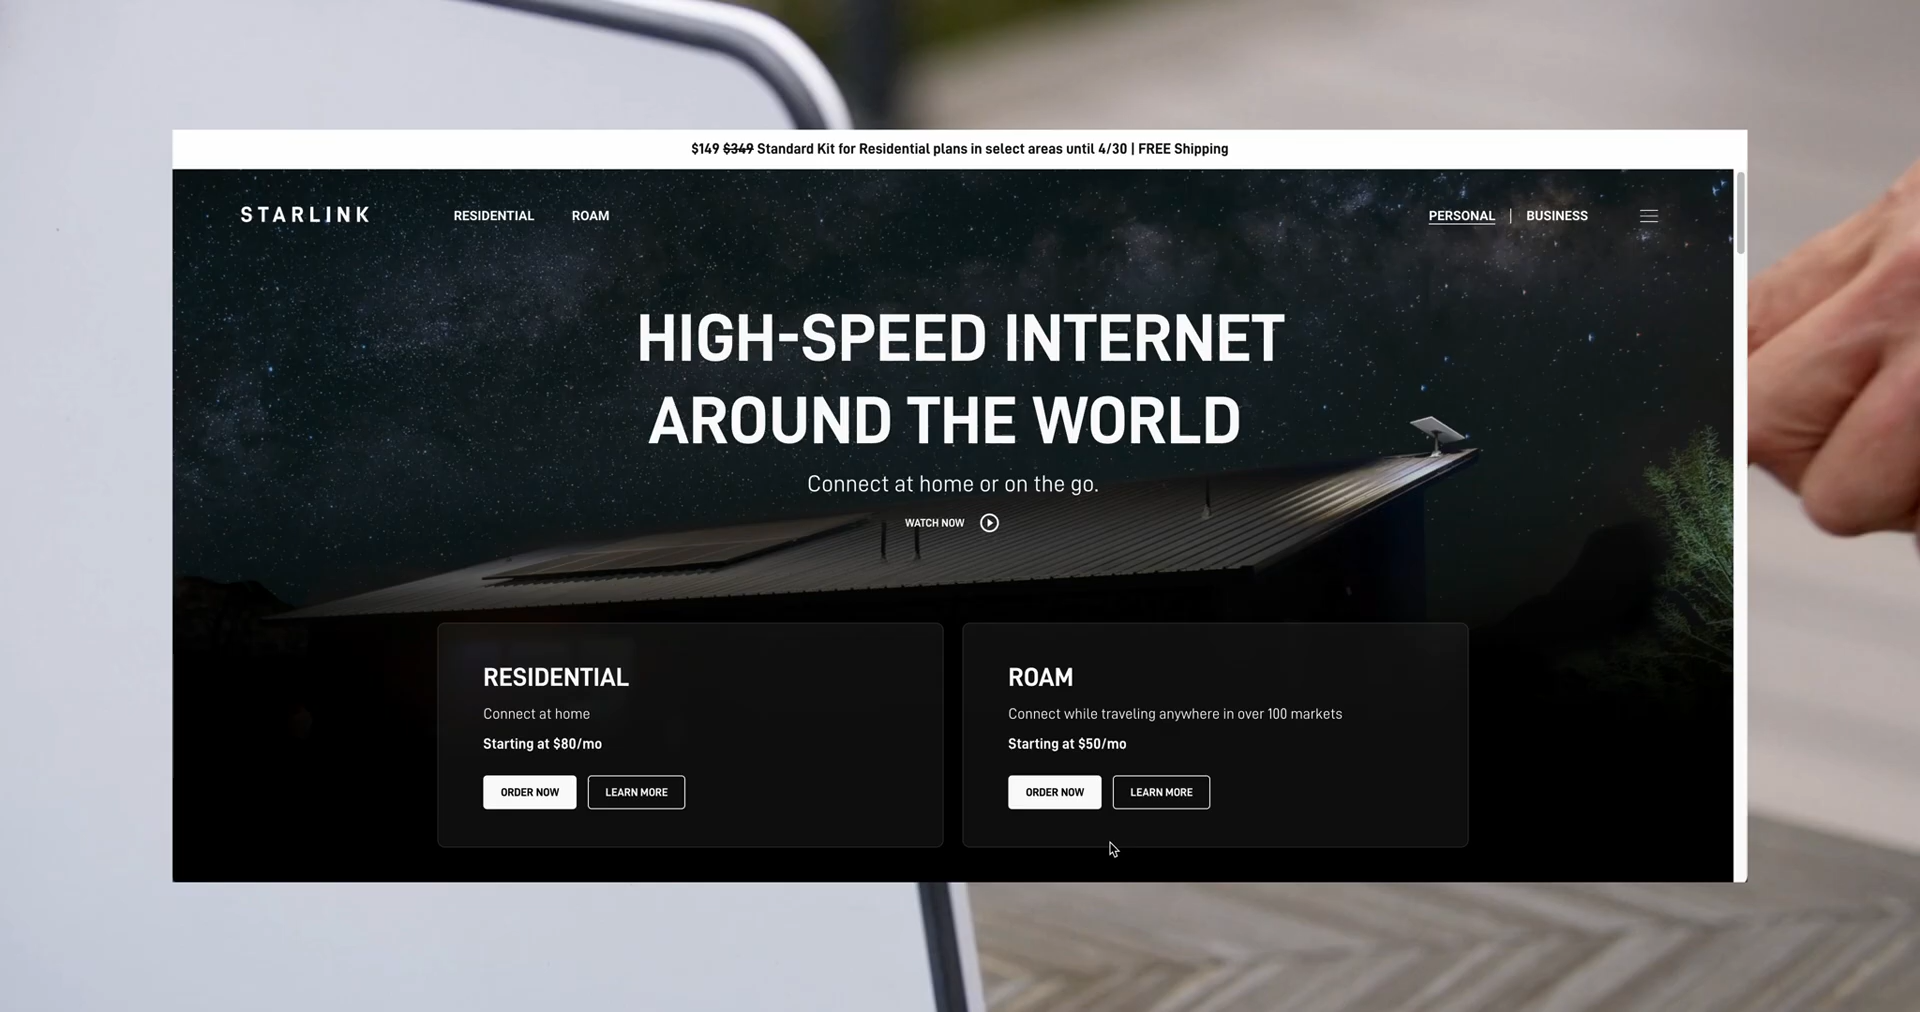 $149 $349 Standard Kit for Residential plans in select areas until 4/30 | FREE Shipping
STARLINK RESIDENTIAL ROAM PERSONAL | BUSINESS
HIGH-SPEED INTERNET
AROUND THE WORLD
Connect at home or on the go.
WATCH NOW
RESIDENTIAL
Connect at home
Starting at $80/mo
ORDER NOW LEARN MORE
ROAM
Connect while traveling anywhere in over 100 markets
Starting at $50/mo
ORDER NOW LEARN MORE